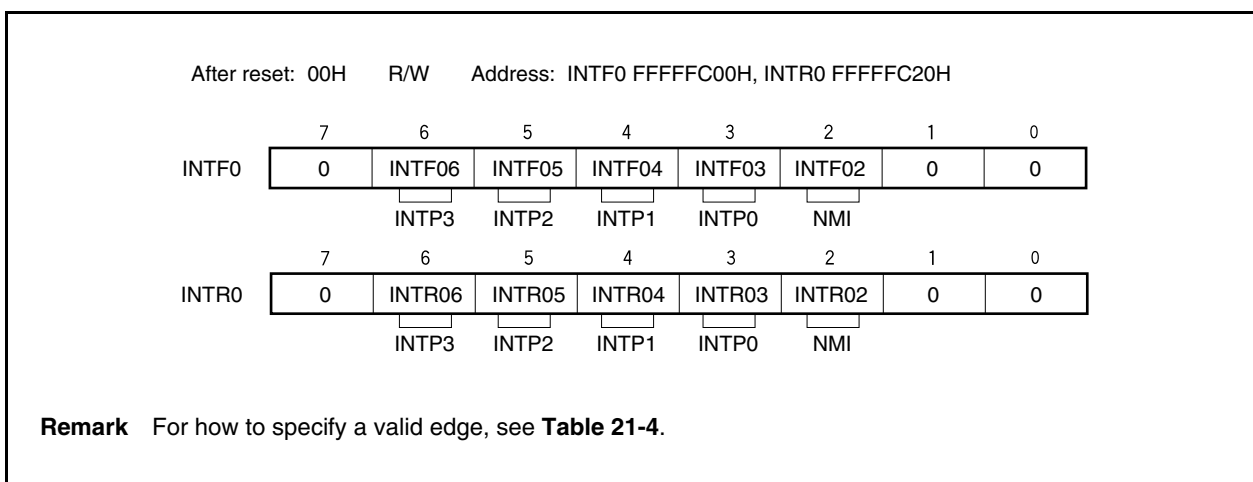 After reset: 00H R/W Address: INTF0 FFFFFC00H, INTR0 FFFFFC20H
7 6 5 4 3 2 1 0
INTF0 0 INTF06 INTF05 INTF04 INTF03 INTF02 0 0
INTP3 INTP2 INTP1 INTP0 NMI
7 6 5 4 3 2 1 0
INTR0 0 INTR06 INTR05 INTR04 INTR03 INTR02 0 0
INTP3 INTP2 INTP1 INTP0 NMI
Remark For how to specify a valid edge, see Table 21-4.